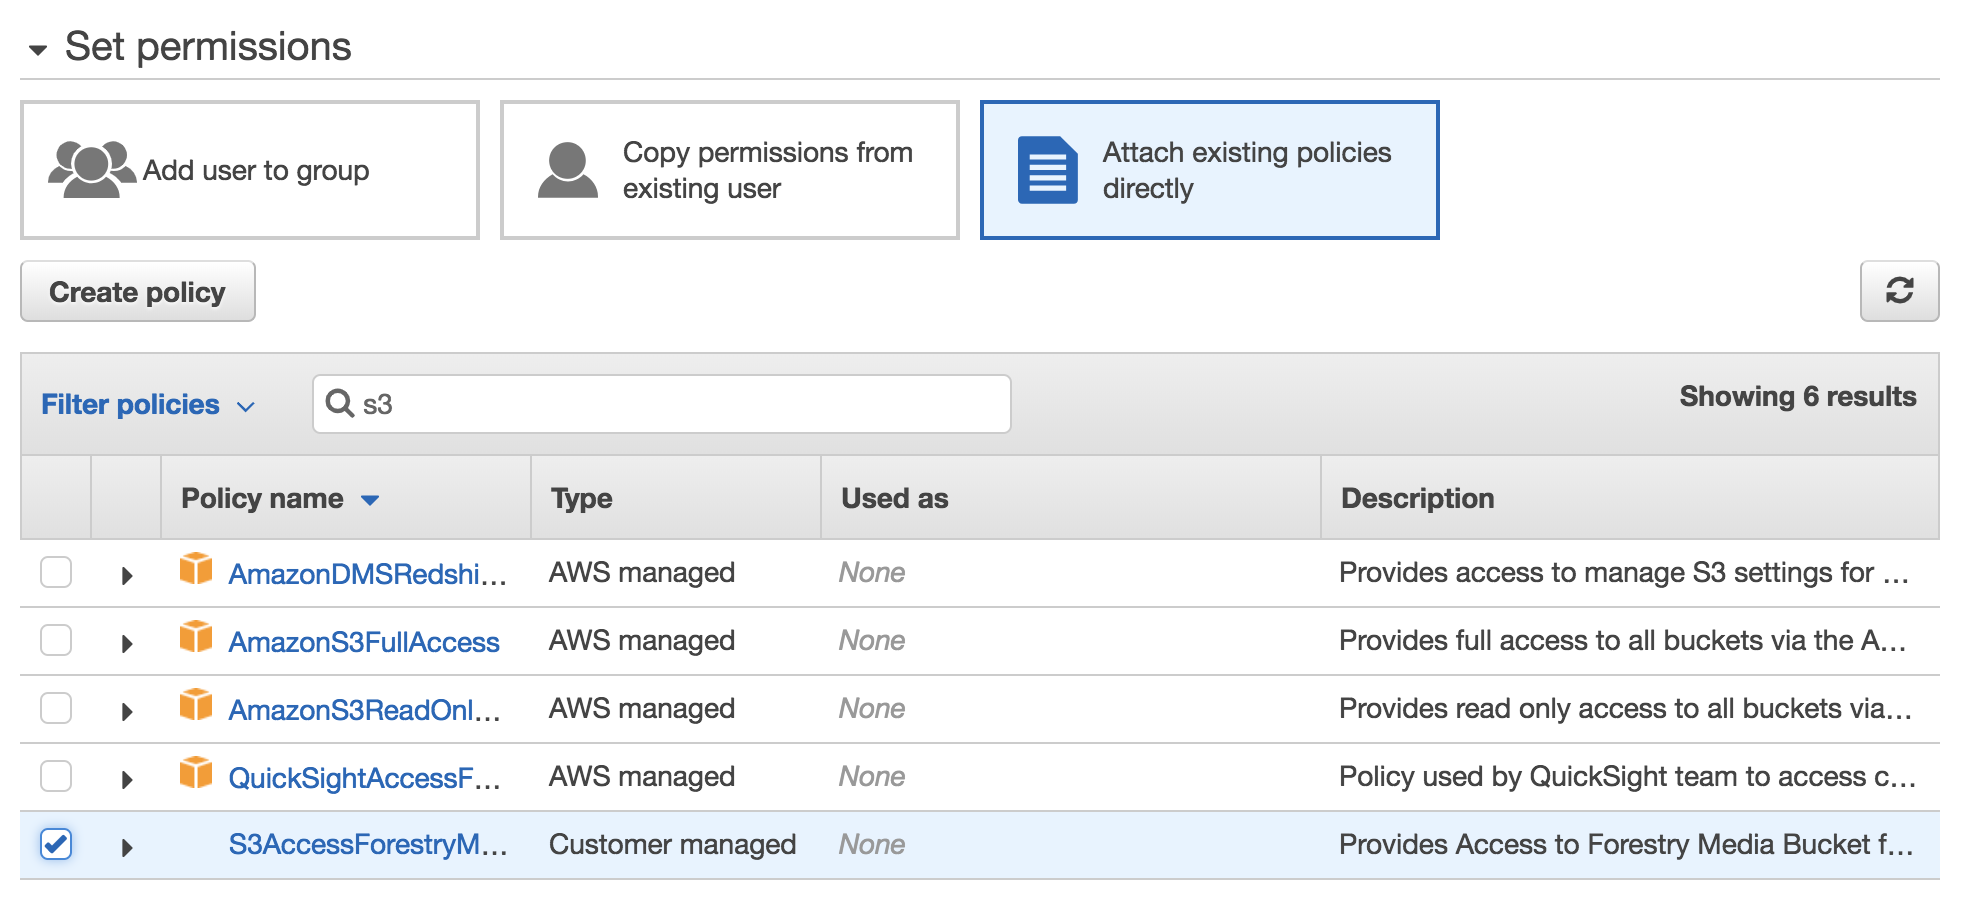 Set permissions
Add user to group
Copy permissions from
existing user
Attach existing policies
directly
Create policy
Filter policies
s3
Showing 6 results
Policy name Type Used as Description
AmazonDMSRedshi... AWS managed None Provides access to manage S3 settings for ...
AmazonS3FullAccess AWS managed None Provides full access to all buckets via the A...
AmazonS3ReadOnl... AWS managed None Provides read only access to all buckets via...
QuickSightAccessF... AWS managed None Policy used by QuickSight team to access c...
S3AccessForestryM... Customer managed None Provides Access to Forestry Media Bucket f...